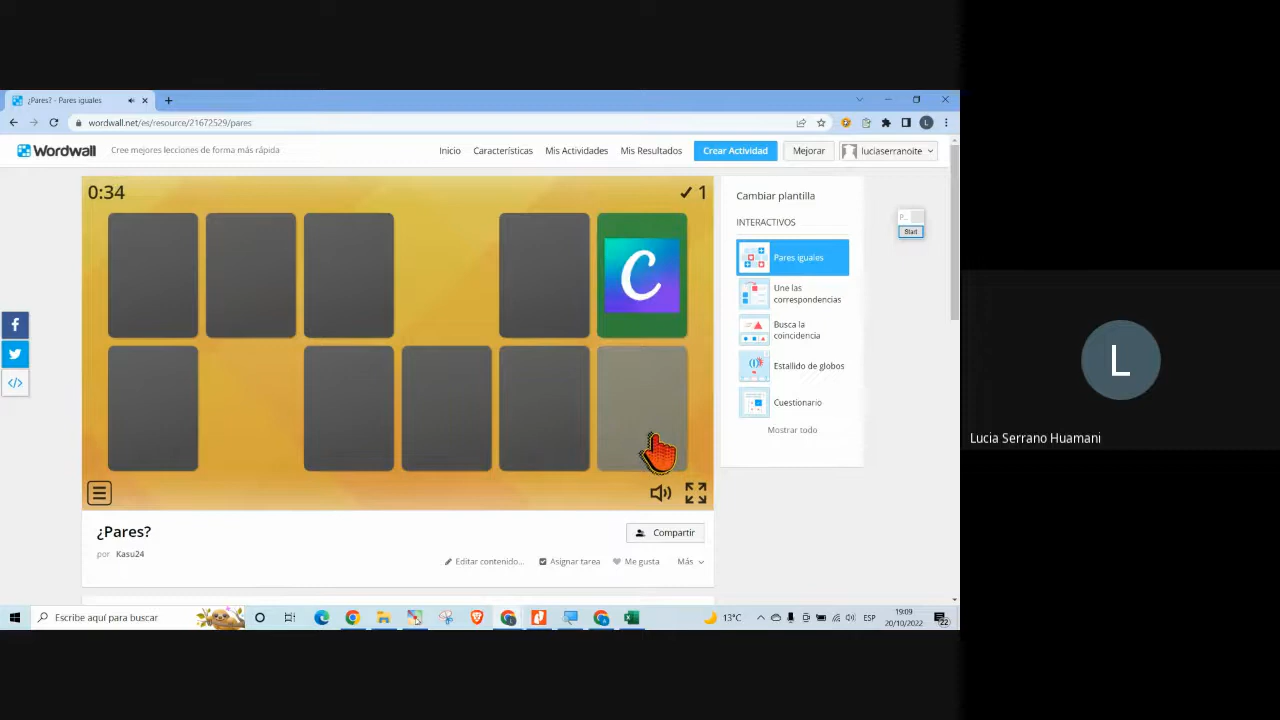 ¿Pares? - Pares iguales
wordwall.net/es/resource/21672529/pares
Wordwall
Cree mejores lecciones de forma más rápida
Inicio
Características
Mis Actividades
Mis Resultados
Crear Actividad
Mejorar
luciaserranoite
0:34
1
C
Cambiar plantilla
INTERACTIVOS
Pares iguales
Une las
correspondencias
Busca la
coincidencia
Estallido de globos
Cuestionario
Mostrar todo
Start
L
Lucia Serrano Huamani
¿Pares?
Compartir
por Kasu24
Editar contenido...
Asignar tarea
Me gusta
Más
Escribe aquí para buscar
13°C
ESP
19:09
20/10/2022
22